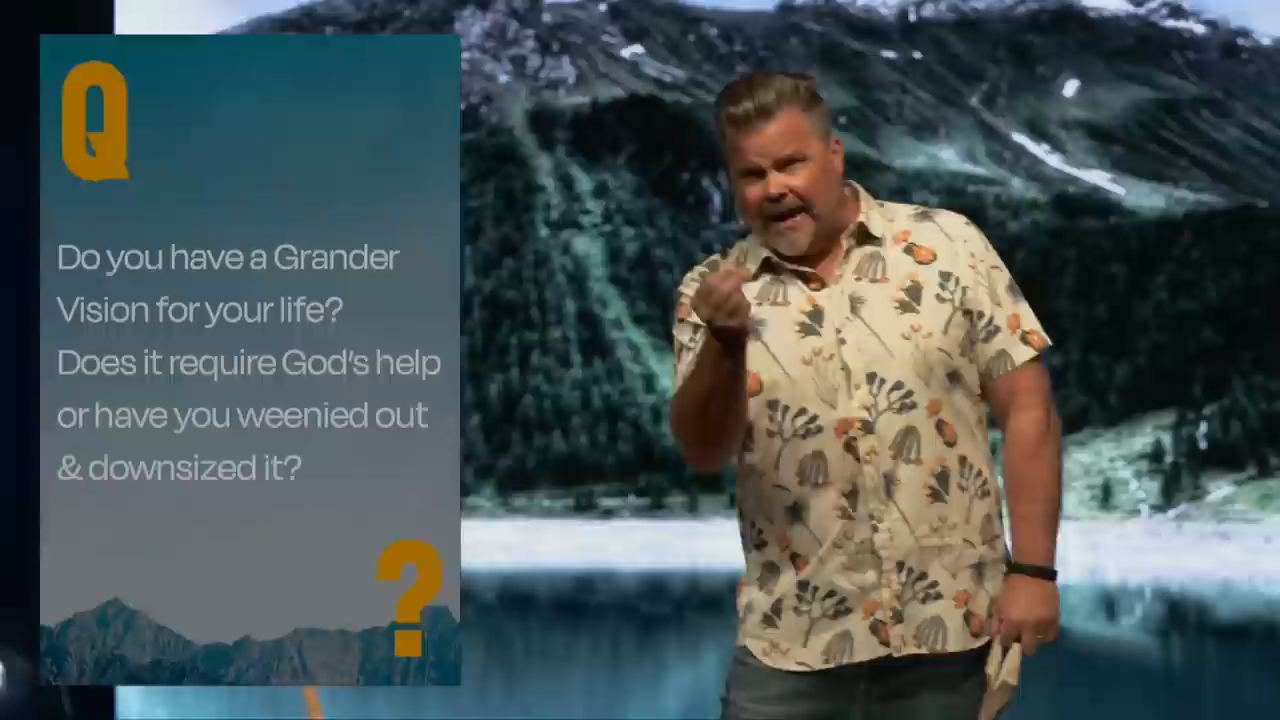 Q
Do you have a Grander
Vision for your life?
Does it require God's help
or have you weenied out
& downsized it?
?